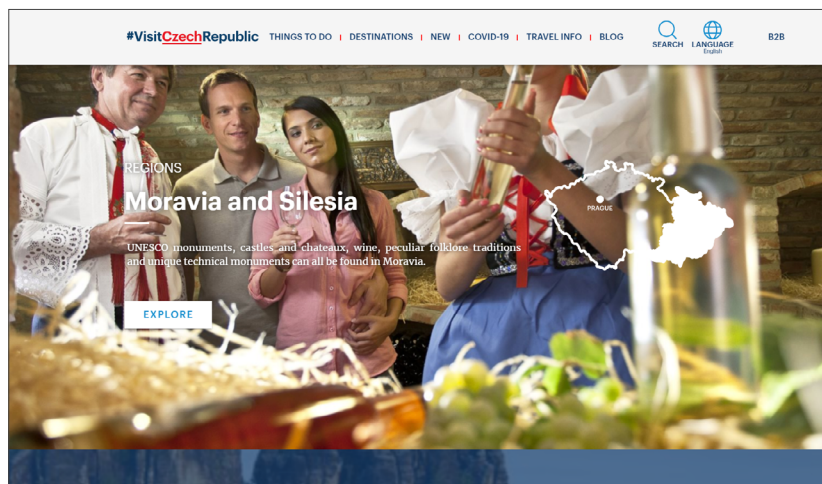 #VisitCzechRepublic THINGS TO DO DESTINATIONS NEW COVID-19 TRAVEL INFO BLOG SEARCH LANGUAGE B2B
English
REGIONS
Moravia and Silesia
PRAGUE
UNESCO monuments, castles and chateaux, wine, peculiar folklore traditions
and unique technical monuments can all be found in Moravia.
EXPLORE